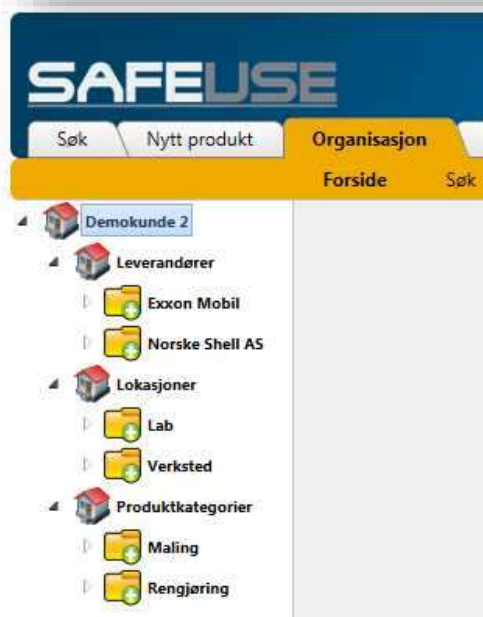 SAFEUSE
Søk Nytt produkt Organisasjon
Forside Søk
Demokunde 2
Leverandører
Exxon Mobil
Norske Shell AS
Lokasjoner
Lab
Verksted
Produktkategorier
Maling
Rengjøring